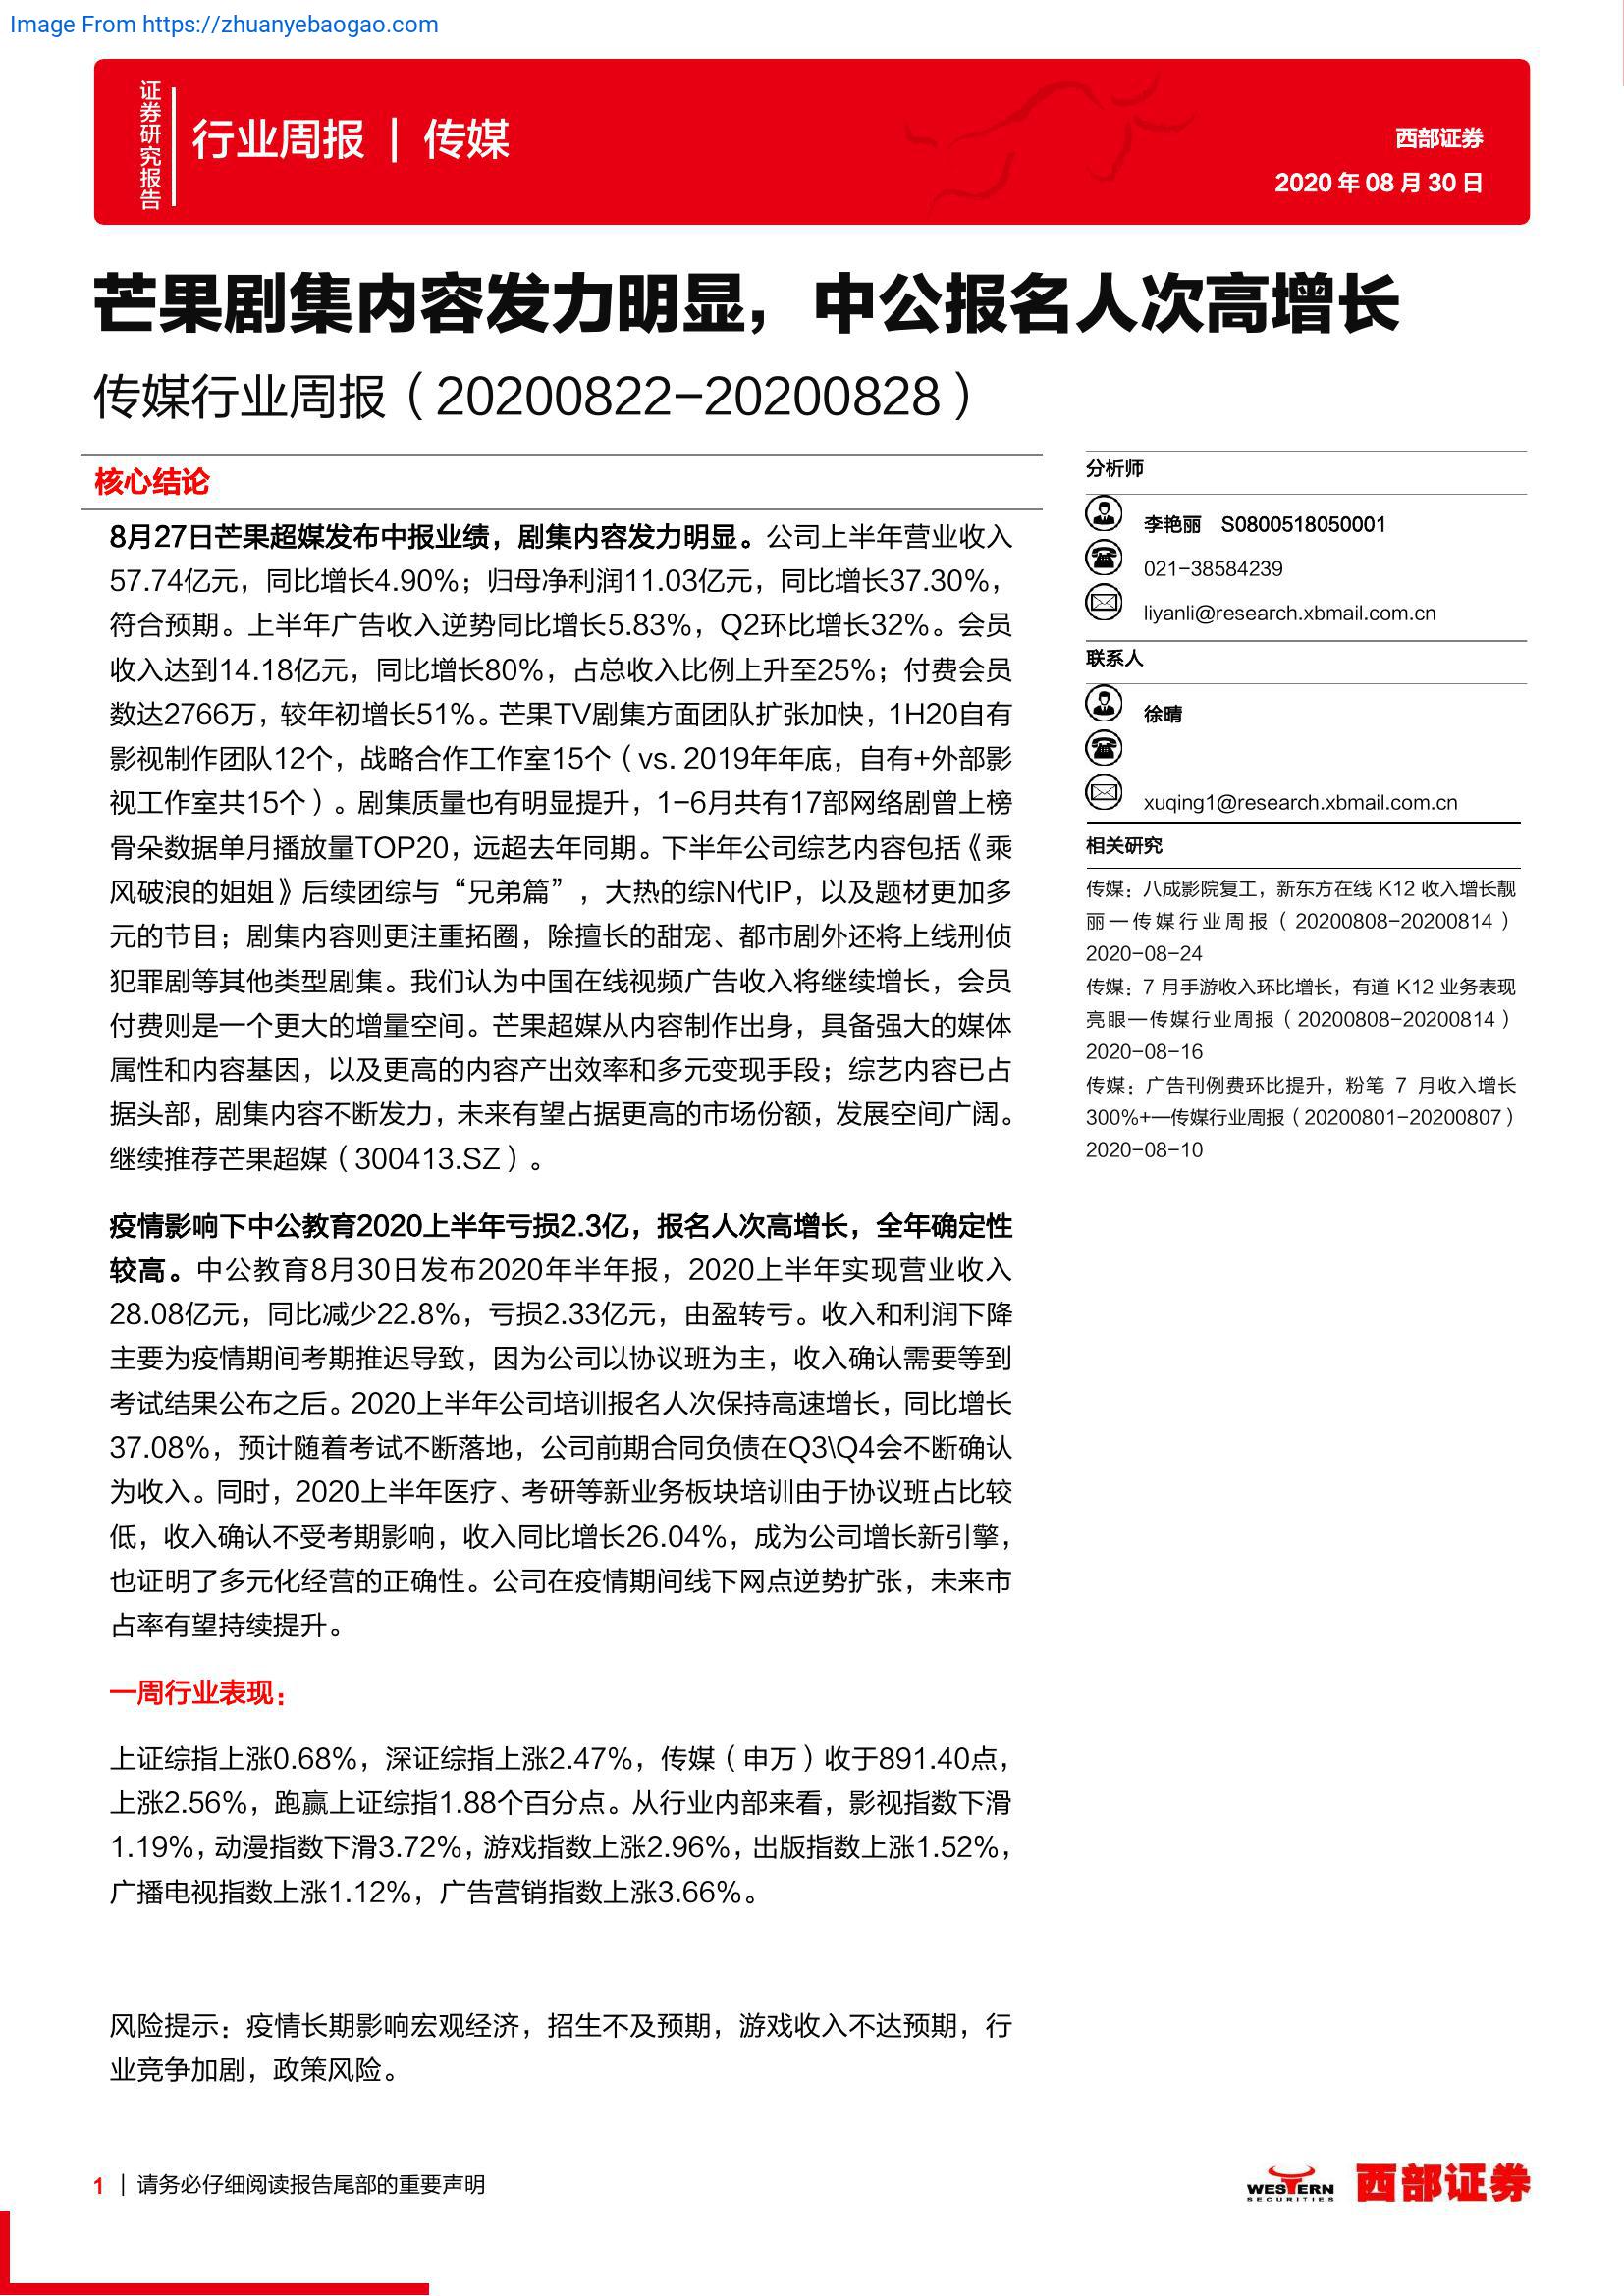 Image From https://zhuanyebaogao.com
证券研究报告
行业周报 | 传媒
西部证券
2020 年 08 月 30 日
芒果剧集内容发力明显，中公报名人次高增长
传媒行业周报（20200822-20200828）
核心结论
8月27日芒果超媒发布中报业绩，剧集内容发力明显。公司上半年营业收入
57.74亿元，同比增长4.90%；归母净利润11.03亿元，同比增长37.30%，
符合预期。上半年广告收入逆势同比增长5.83%，Q2环比增长32%。会员
收入达到14.18亿元，同比增长80%，占总收入比例上升至25%；付费会员
数达2766万，较年初增长51%。芒果TV剧集方面团队扩张加快，1H20自有
影视制作团队12个，战略合作工作室15个（vs. 2019年年底，自有+外部影
视工作室共15个）。剧集质量也有明显提升，1-6月共有17部网络剧曾上榜
骨朵数据单月播放量TOP20，远超去年同期。下半年公司综艺内容包括《乘
风破浪的姐姐》后续团综与“兄弟篇”，大热的综N代IP，以及题材更加多
元的节目；剧集内容则更注重拓圈，除擅长的甜宠、都市剧外还将上线刑侦
犯罪剧等其他类型剧集。我们认为中国在线视频广告收入将继续增长，会员
付费则是一个更大的增量空间。芒果超媒从内容制作出身，具备强大的媒体
属性和内容基因，以及更高的内容产出效率和多元变现手段；综艺内容已占
据头部，剧集内容不断发力，未来有望占据更高的市场份额，发展空间广阔。
继续推荐芒果超媒（300413.SZ）。
疫情影响下中公教育2020上半年亏损2.3亿，报名人次高增长，全年确定性
较高。中公教育8月30日发布2020年半年报，2020上半年实现营业收入
28.08亿元，同比减少22.8%，亏损2.33亿元，由盈转亏。收入和利润下降
主要为疫情期间考期推迟导致，因为公司以协议班为主，收入确认需要等到
考试结果公布之后。2020上半年公司培训报名人次保持高速增长，同比增长
37.08%，预计随着考试不断落地，公司前期合同负债在Q3\Q4会不断确认
为收入。同时，2020上半年医疗、考研等新业务板块培训由于协议班占比较
低，收入确认不受考期影响，收入同比增长26.04%，成为公司增长新引擎，
也证明了多元化经营的正确性。公司在疫情期间线下网点逆势扩张，未来市
占率有望持续提升。
一周行业表现：
上证综指上涨0.68%，深证综指上涨2.47%，传媒（申万）收于891.40点，
上涨2.56%，跑赢上证综指1.88个百分点。从行业内部来看，影视指数下滑
1.19%，动漫指数下滑3.72%，游戏指数上涨2.96%，出版指数上涨1.52%，
广播电视指数上涨1.12%，广告营销指数上涨3.66%。
风险提示：疫情长期影响宏观经济，招生不及预期，游戏收入不达预期，行
业竞争加剧，政策风险。
分析师
李艳丽 S0800518050001
021-38584239
liyanli@research.xbmail.com.cn
联系人
徐晴
xuqing1@research.xbmail.com.cn
相关研究
传媒：八成影院复工，新东方在线 K12 收入增长靓
丽—传媒行业周报（20200808-20200814）
2020-08-24
传媒：7 月手游收入环比增长，有道 K12 业务表现
亮眼—传媒行业周报（20200808-20200814）
2020-08-16
传媒：广告刊例费环比提升，粉笔 7 月收入增长
300%+—传媒行业周报（20200801-20200807）
2020-08-10
1 | 请务必仔细阅读报告尾部的重要声明
WESTERN
SECURITIES
西部证券